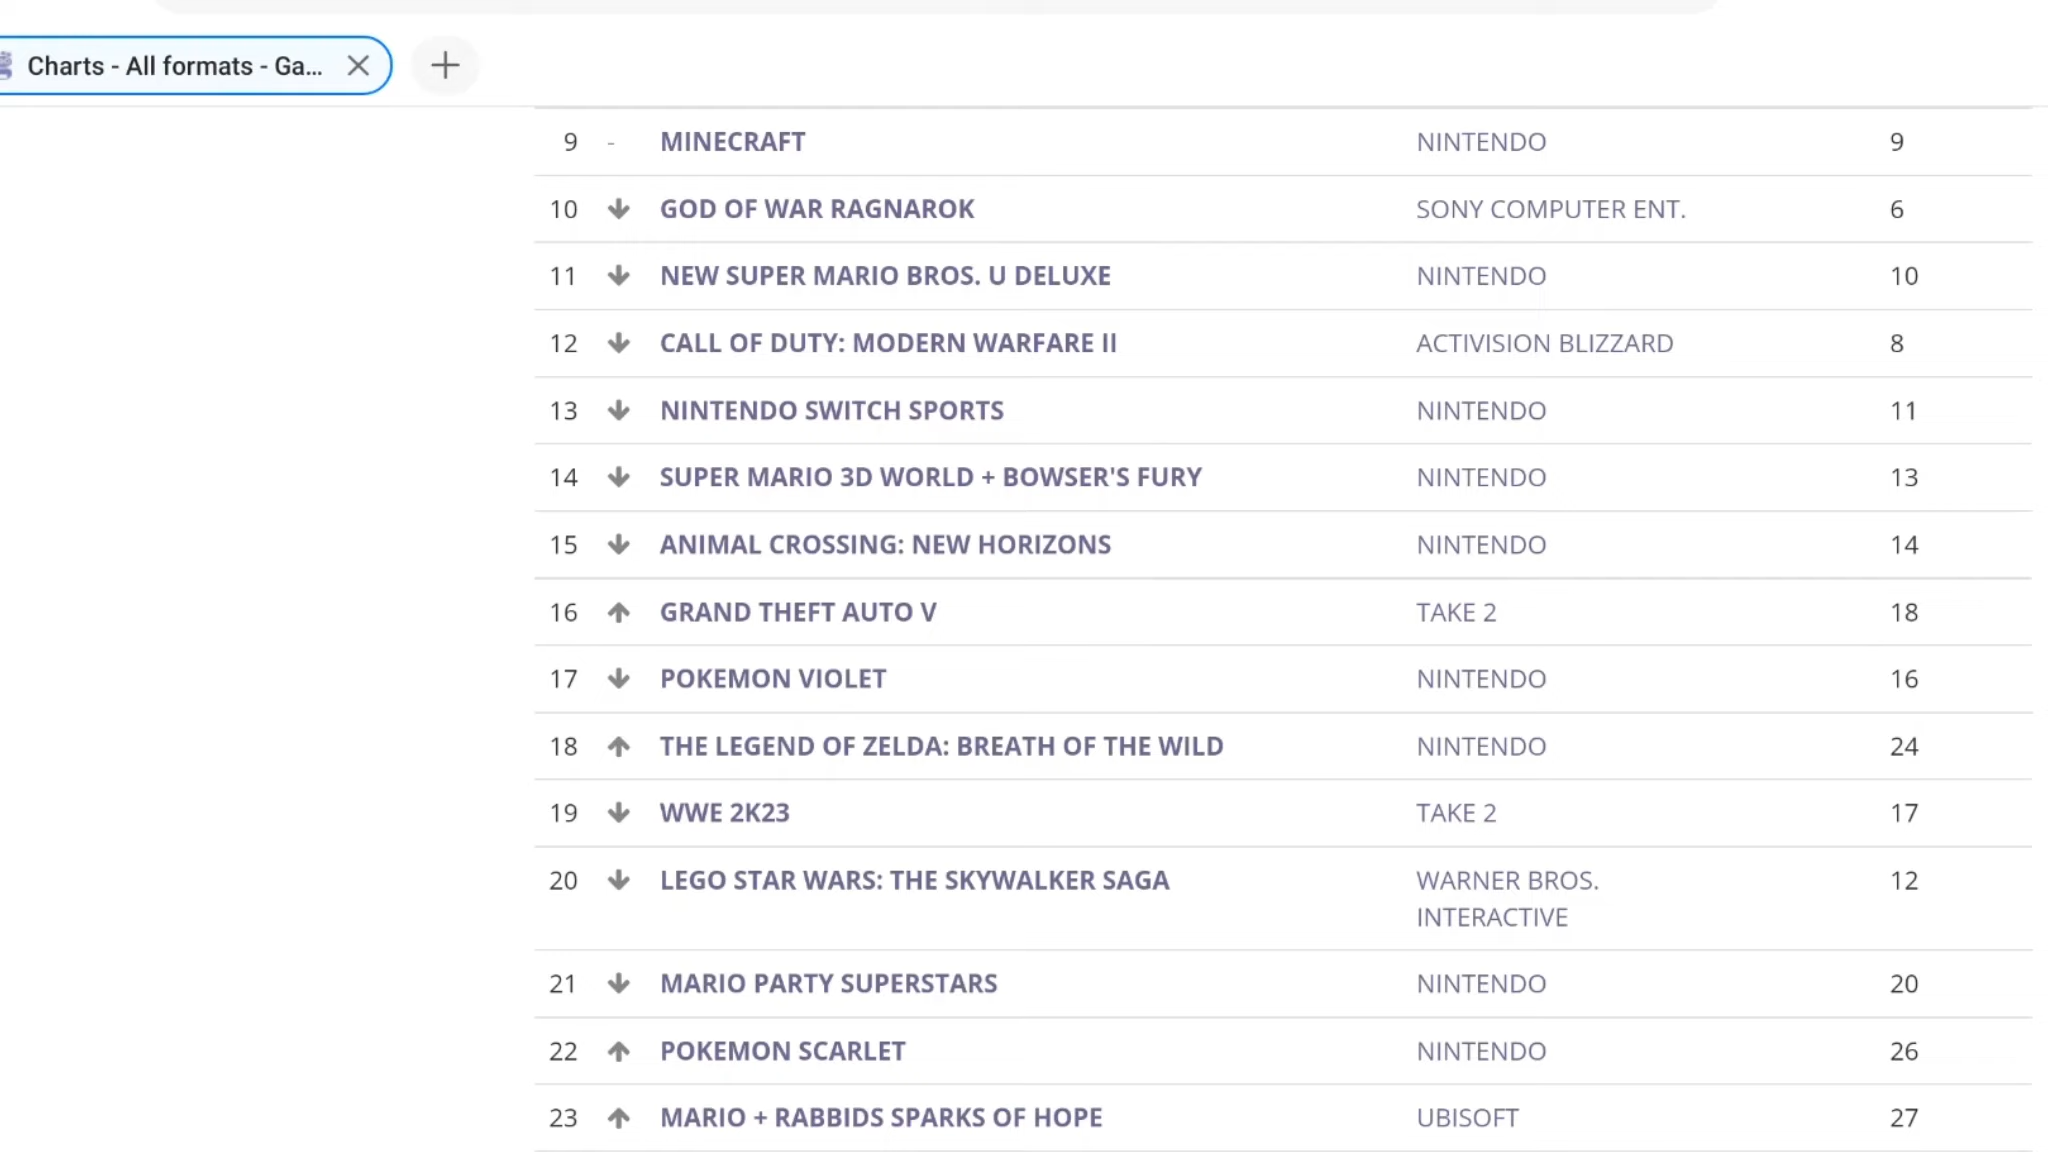 Charts - All formats - Ga...
9 - MINECRAFT NINTENDO 9
10 GOD OF WAR RAGNAROK SONY COMPUTER ENT. 6
11 NEW SUPER MARIO BROS. U DELUXE NINTENDO 10
12 CALL OF DUTY: MODERN WARFARE II ACTIVISION BLIZZARD 8
13 NINTENDO SWITCH SPORTS NINTENDO 11
14 SUPER MARIO 3D WORLD + BOWSER'S FURY NINTENDO 13
15 ANIMAL CROSSING: NEW HORIZONS NINTENDO 14
16 GRAND THEFT AUTO V TAKE 2 18
17 POKEMON VIOLET NINTENDO 16
18 THE LEGEND OF ZELDA: BREATH OF THE WILD NINTENDO 24
19 WWE 2K23 TAKE 2 17
20 LEGO STAR WARS: THE SKYWALKER SAGA WARNER BROS. 12
INTERACTIVE
21 MARIO PARTY SUPERSTARS NINTENDO 20
22 POKEMON SCARLET NINTENDO 26
23 MARIO + RABBIDS SPARKS OF HOPE UBISOFT 27